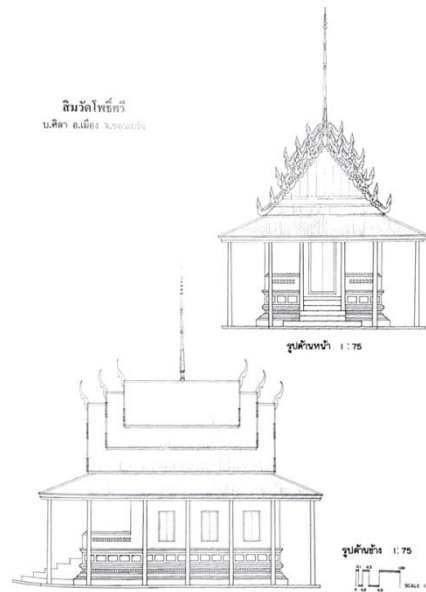 สิมวัดโพธิ์ศรี
บ.ศิลา อ.เมือง จ.ขอนแก่น
รูปด้านหน้า 1 : 75
รูปด้านข้าง 1 : 75
SCALE